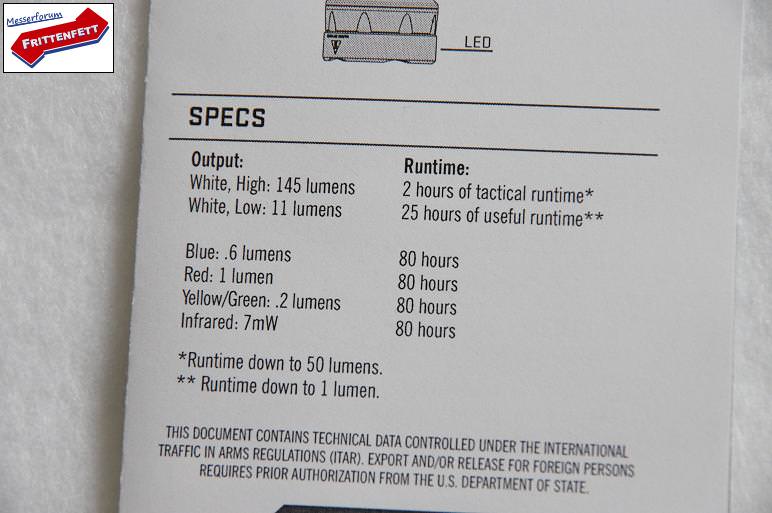 Messerforum
FRITTENFETT
LED
SPECS
Output:
White, High: 145 lumens
White, Low: 11 lumens
Runtime:
2 hours of tactical runtime*
25 hours of useful runtime**
Blue: .6 lumens 80 hours
Red: 1 lumen 80 hours
Yellow/Green: .2 lumens 80 hours
Infrared: 7mW 80 hours
*Runtime down to 50 lumens.
** Runtime down to 1 lumen.
THIS DOCUMENT CONTAINS TECHNICAL DATA CONTROLLED UNDER THE INTERNATIONAL
TRAFFIC IN ARMS REGULATIONS (ITAR). EXPORT AND/OR RELEASE FOR FOREIGN PERSONS
REQUIRES PRIOR AUTHORIZATION FROM THE U.S. DEPARTMENT OF STATE.